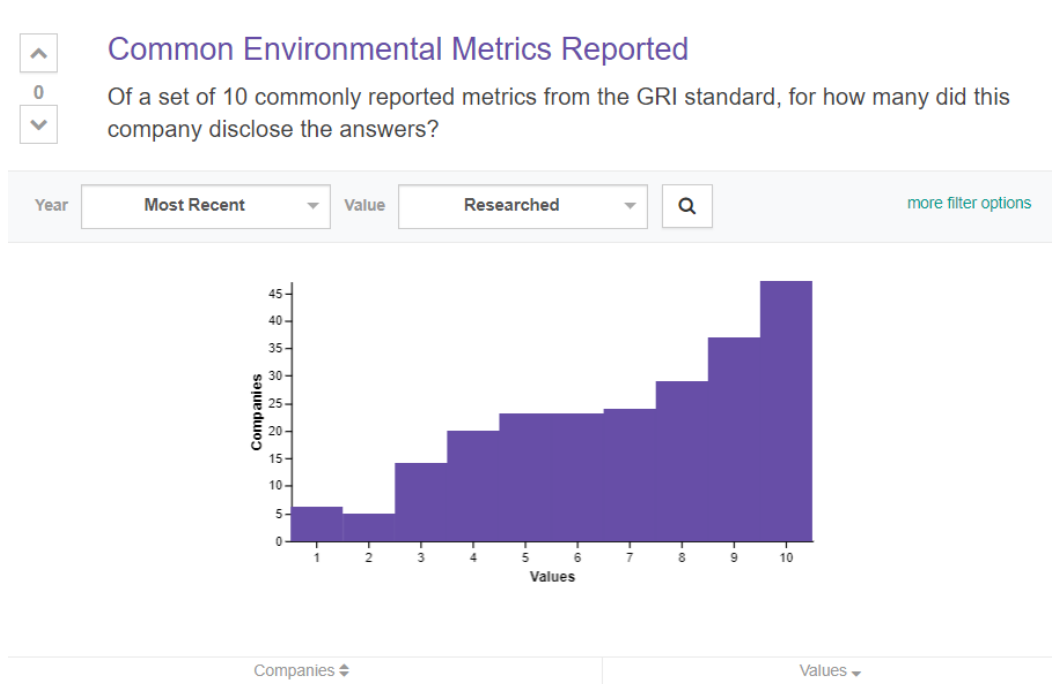 Common Environmental Metrics Reported
0
Of a set of 10 commonly reported metrics from the GRI standard, for how many did this
company disclose the answers?
Year Most Recent Value Researched more filter options
45
40
35
30
25
20
15
10
5
0
Companies
1 2 3 4 5 6 7 8 9 10
Values
Companies Values